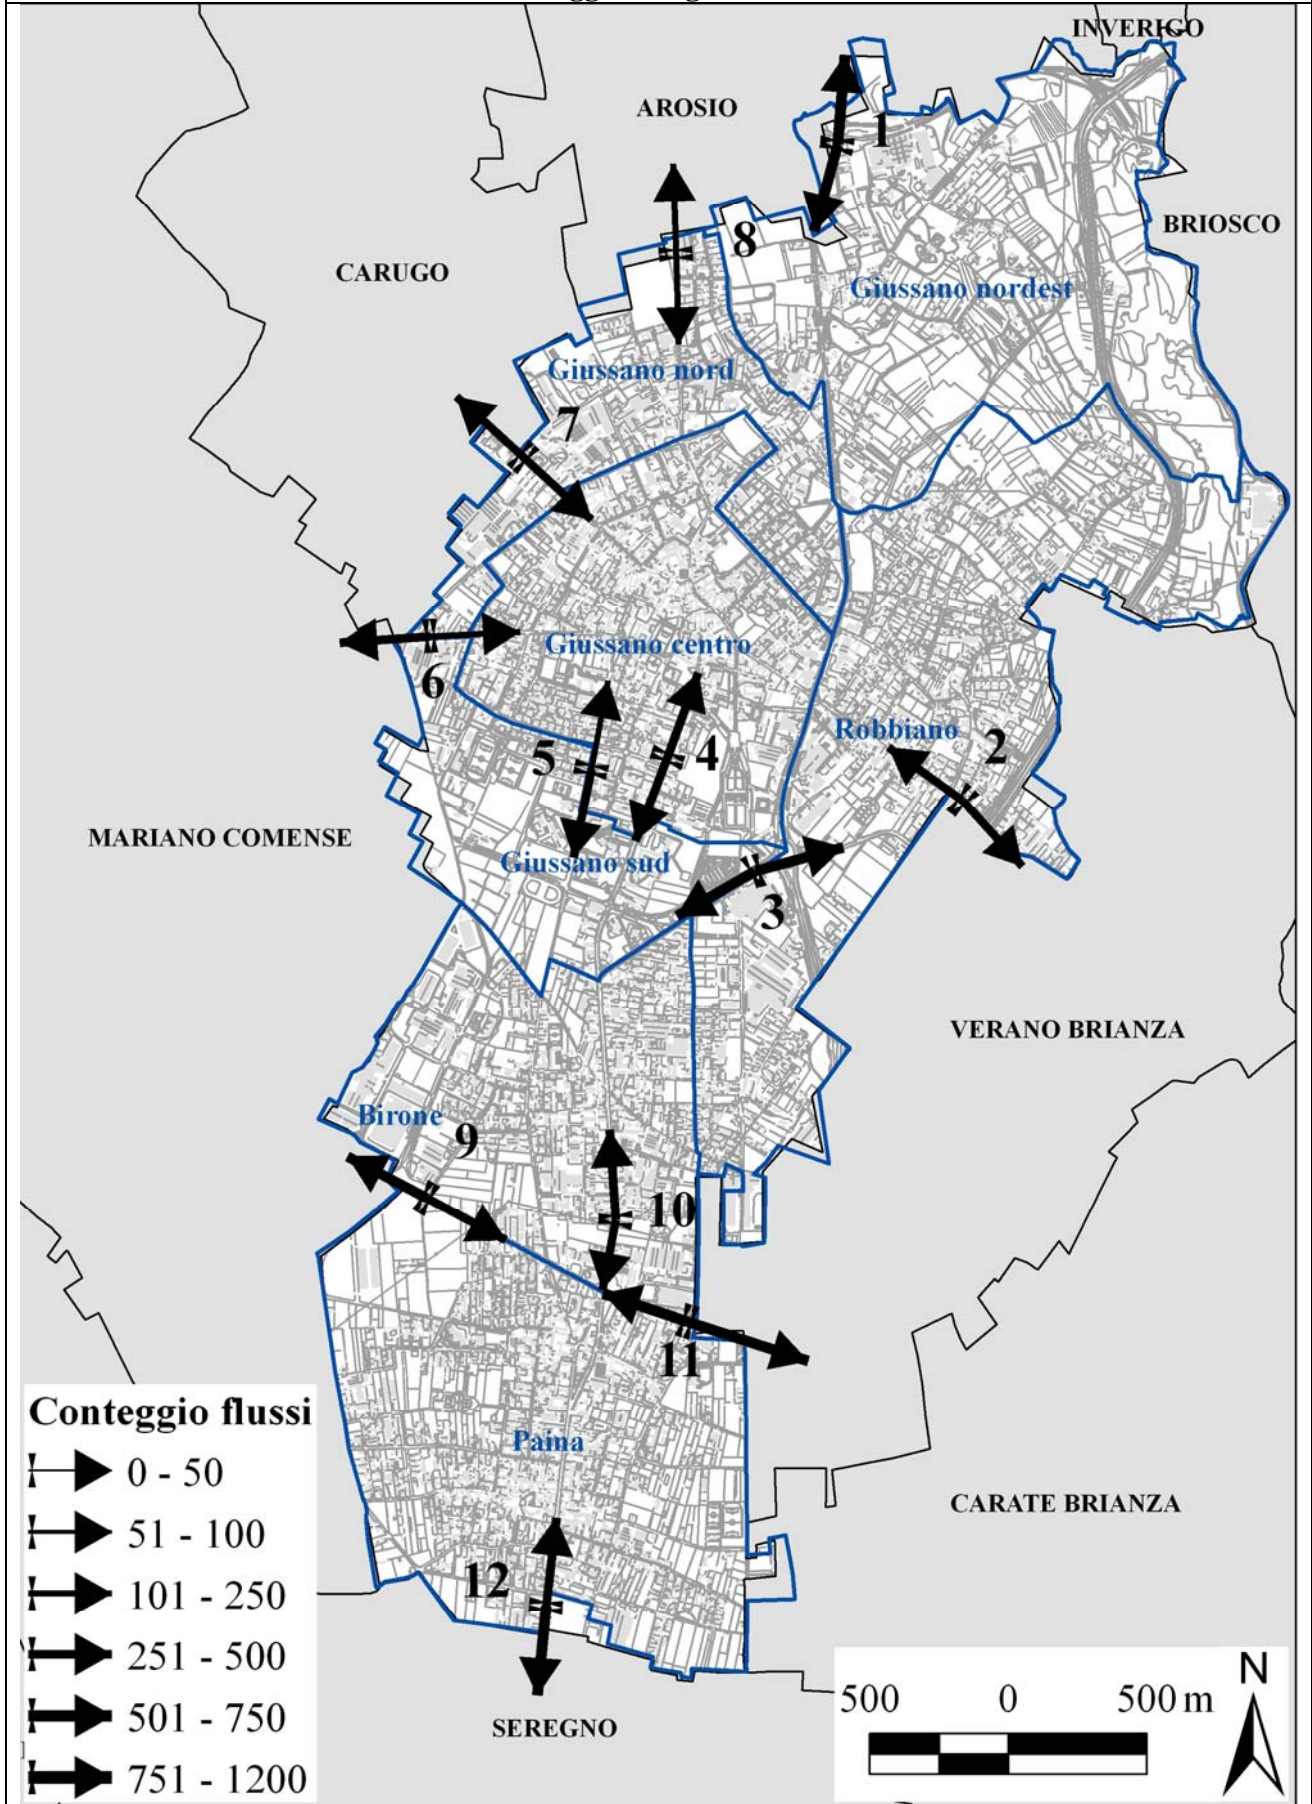 INVERIGO
AROSIO
1
BRIOSCO
8
CARUGO
Giussano nordest
Giussano nord
7
Giussano centro
6
Robbiano
2
5
4
MARIANO COMENSE
Giussano sud
3
VERANO BRIANZA
Birone
9
10
11
Conteggio flussi
0 - 50
51 - 100
101 - 250
251 - 500
501 - 750
751 - 1200
Paina
CARATE BRIANZA
12
SEREGNO
N
500 0 500 m